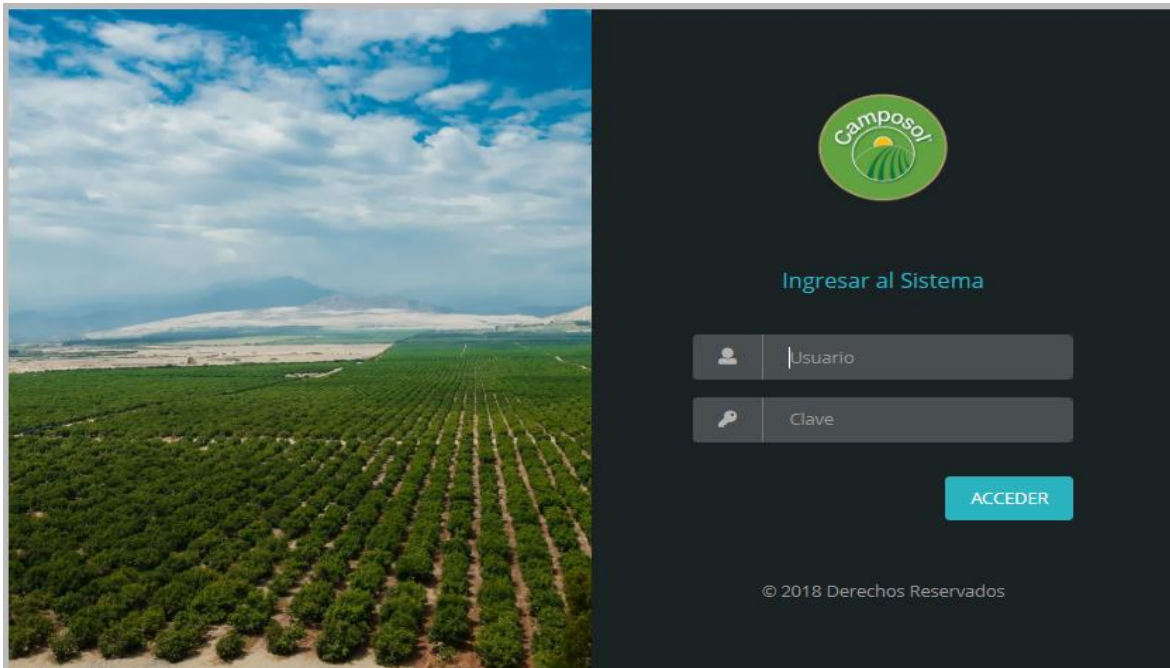 Camposol
Ingresar al Sistema
Usuario
Clave
ACCEDER
© 2018 Derechos Reservados